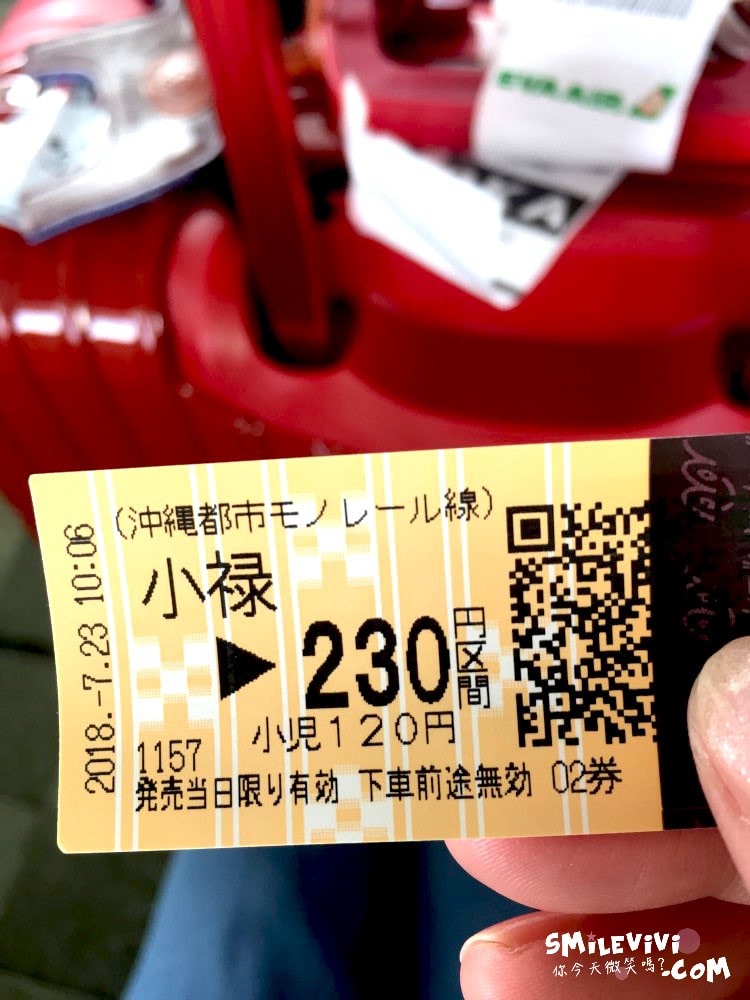 EVA AIR
KA
(沖縄都市モノレール線)
小禄
▶230円区間
小児120円
1157
発売当日限り有効 下車前途無効 02券
2018.-7.23 10:06
SMiLEViVi
你今天微笑嗎?
.COM